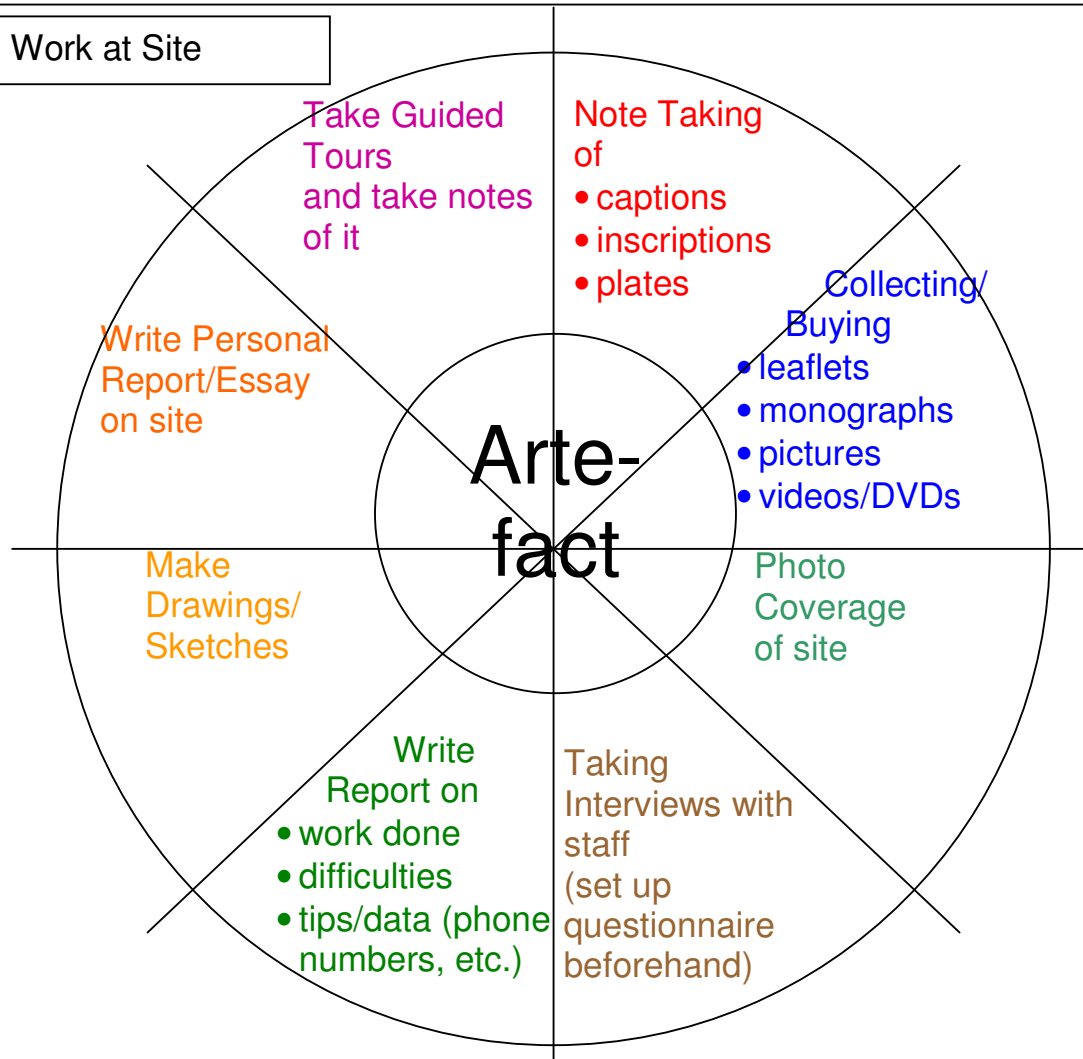 Work at Site
Take Guided
Tours
and take notes
of it
Note Taking
of
• captions
• inscriptions
• plates
Collecting/
Buying
• leaflets
• monographs
• pictures
• videos/DVDs
Write Personal
Report/Essay
on site
Arte-
fact
Make
Drawings/
Sketches
Photo
Coverage
of site
Write
Report on
• work done
• difficulties
• tips/data (phone
numbers, etc.)
Taking
Interviews with
staff
(set up
questionnaire
beforehand)